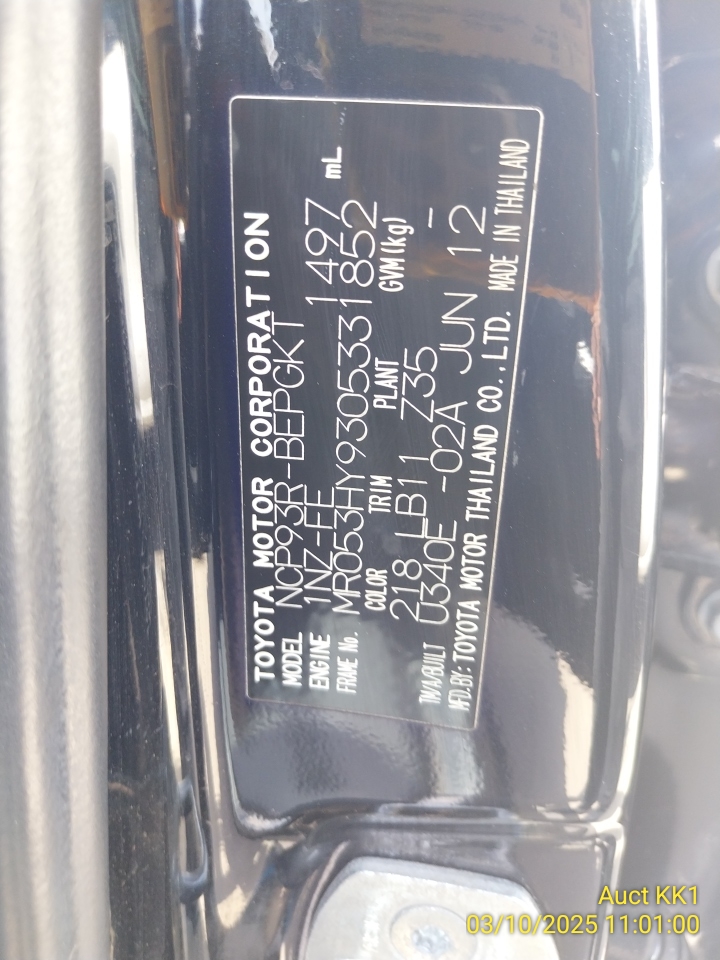 TOYOTA MOTOR CORPORATION
MODEL NCP93R-BEPGKT
ENGINE 1NZ-FE 1497 mL
FRAME No. MR053HY9305331852
COLOR TRIM PLANT GVM(kg)
218 LB11 Z35 -
TM/A/BUILT U340E -02A JUN 12
MFD.BY:TOYOTA MOTOR THAILAND CO.,LTD. MADE IN THAILAND
Auct KK1
03/10/2025 11:01:00